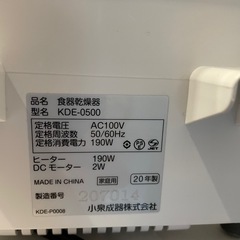 品名 食器乾燥器
型名 KDE-0500
定格電圧 AC100V
定格周波数 50/60Hz
定格消費電力 190W
ヒーター 190W
DCモーター 2W
MADE IN CHINA 家庭用 20年製
製造番号 207014
KDE-P0008 小泉成器株式会社